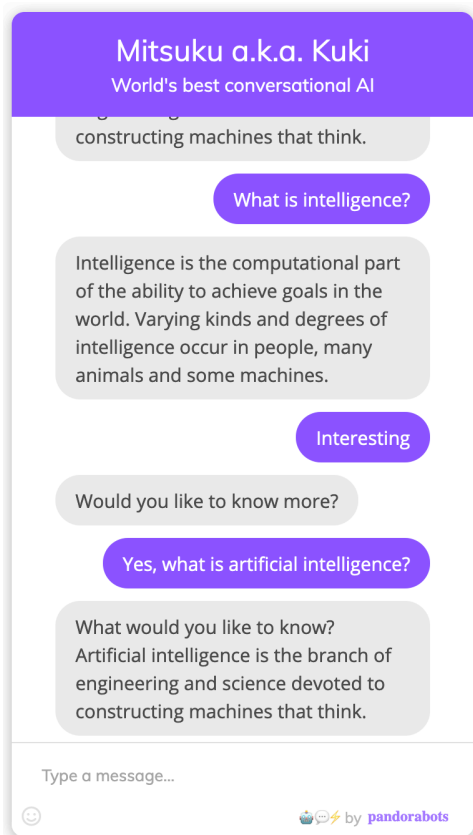 Mitsuku a.k.a. Kuki
World's best conversational AI
constructing machines that think.
What is intelligence?
Intelligence is the computational part
of the ability to achieve goals in the
world. Varying kinds and degrees of
intelligence occur in people, many
animals and some machines.
Interesting
Would you like to know more?
Yes, what is artificial intelligence?
What would you like to know?
Artificial intelligence is the branch of
engineering and science devoted to
constructing machines that think.
Type a message...
by pandorabots